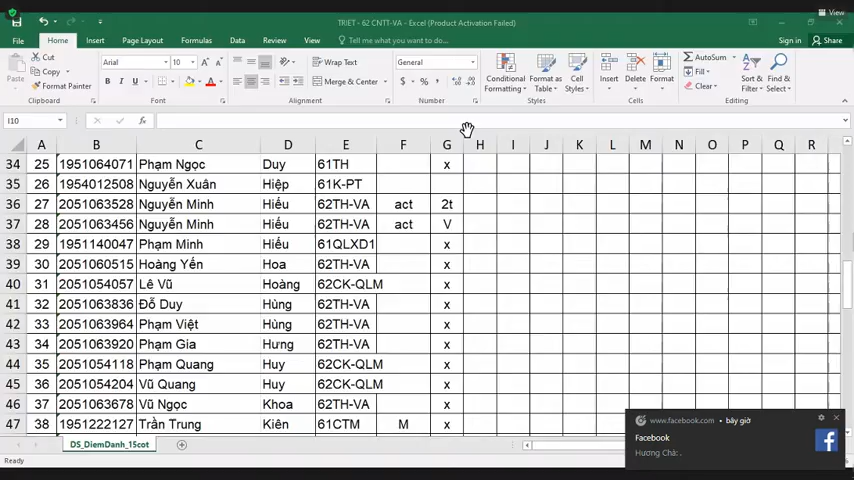 View
TRIET - 62 CNTT-VA - Excel (Product Activation Failed)
File Home Insert Page Layout Formulas Data Review View Tell me what you want to do... Sign in Share
Cut
Copy
Format Painter
Paste
Clipboard
Arial 10
B I U
Font
Wrap Text
Merge & Center
Alignment
General
$ % ,
Number
Conditional Formatting
Format as Table
Cell Styles
Styles
Insert Delete Format
Cells
AutoSum
Fill
Clear
Sort & Filter
Find & Select
Editing
I10 fx
A B C D E F G H I J K L M N O P Q R
34 25 1951064071 Phạm Ngọc Duy 61TH x
35 26 1954012508 Nguyễn Xuân Hiệp 61K-PT
36 27 2051063528 Nguyễn Minh Hiếu 62TH-VA act 2t
37 28 2051063456 Nguyễn Minh Hiếu 62TH-VA act V
38 29 1951140047 Phạm Minh Hiếu 61QLXD1 x
39 30 2051060515 Hoàng Yến Hoa 62TH-VA x
40 31 2051054057 Lê Vũ Hoàng 62CK-QLM x
41 32 2051063836 Đỗ Duy Hùng 62TH-VA x
42 33 2051063964 Phạm Việt Hùng 62TH-VA x
43 34 2051063920 Phạm Gia Hưng 62TH-VA x
44 35 2051054118 Phạm Quang Huy 62CK-QLM x
45 36 2051054204 Vũ Quang Huy 62CK-QLM x
46 37 2051063678 Vũ Ngọc Khoa 62TH-VA x
47 38 1951222127 Trần Trung Kiên 61CTM M x
www.facebook.com • bây giờ
Facebook
Hương Chá: .
DS_DiemDanh_15cot
Ready